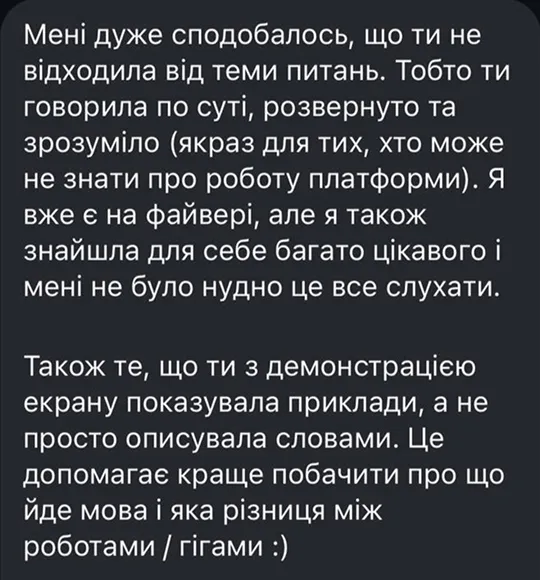 Мені дуже сподобалось, що ти не
відходила від теми питань. Тобто ти
говорила по суті, розвернуто та
зрозуміло (якраз для тих, хто може
не знати про роботу платформи). Я
вже є на файвері, але я також
знайшла для себе багато цікавого і
мені не було нудно це все слухати.

Також те, що ти з демонстрацією
екрану показувала приклади, а не
просто описувала словами. Це
допомагає краще побачити про що
йде мова і яка різниця між
роботами / гігами :)